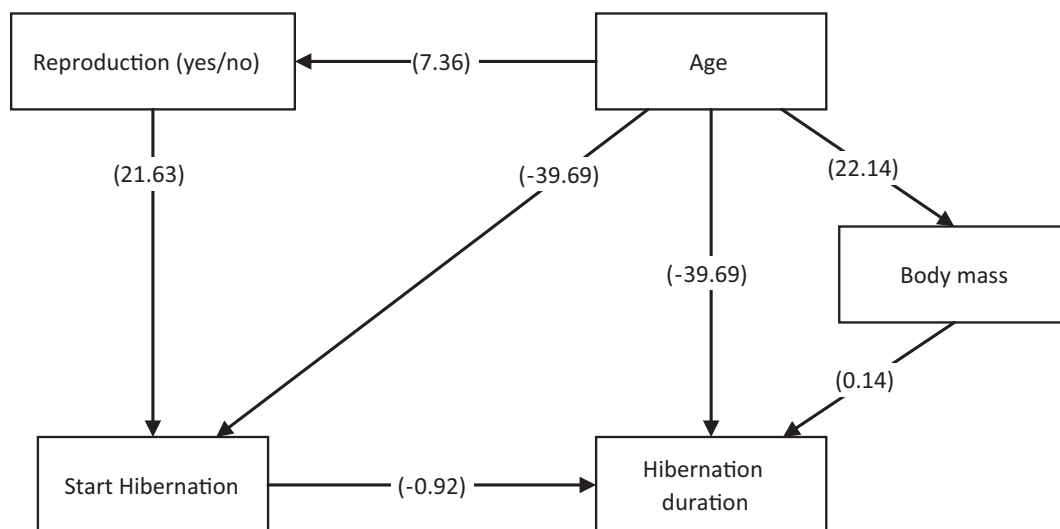 Reproduction (yes/no)
(7.36)
Age
(21.63)
(-39.69)
(22.14)
(-39.69)
Body mass
(0.14)
Start Hibernation
(-0.92)
Hibernation
duration